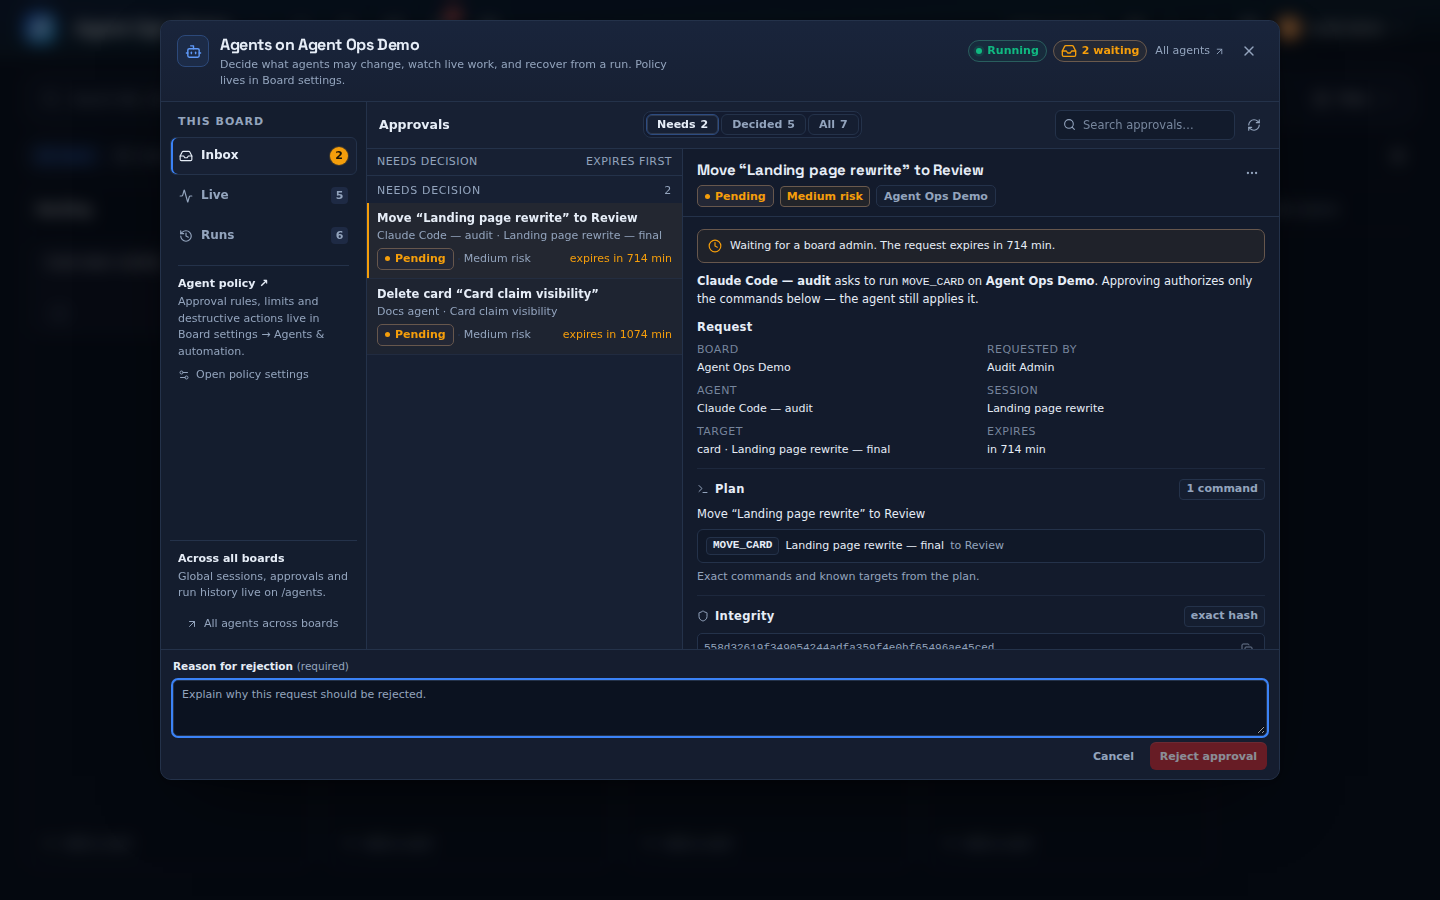 Agents on Agent Ops Demo
Decide what agents may change, watch live work, and recover from a run. Policy
lives in Board settings.
Running
2 waiting
All agents ↗
THIS BOARD
Inbox 2
Live 5
Runs 6
Agent policy ↗
Approval rules, limits and
destructive actions live in
Board settings → Agents &
automation.
Open policy settings
Across all boards
Global sessions, approvals and
run history live on /agents.
All agents across boards
Approvals
Needs 2
Decided 5
All 7
Search approvals...
NEEDS DECISION EXPIRES FIRST
NEEDS DECISION 2
Move “Landing page rewrite” to Review
Claude Code — audit · Landing page rewrite — final
Pending Medium risk expires in 714 min
Delete card “Card claim visibility”
Docs agent · Card claim visibility
Pending Medium risk expires in 1074 min
Move “Landing page rewrite” to Review
Pending Medium risk Agent Ops Demo
Waiting for a board admin. The request expires in 714 min.
Claude Code — audit asks to run MOVE_CARD on Agent Ops Demo. Approving authorizes only
the commands below — the agent still applies it.
Request
BOARD REQUESTED BY
Agent Ops Demo Audit Admin
AGENT SESSION
Claude Code — audit Landing page rewrite
TARGET EXPIRES
card · Landing page rewrite — final in 714 min
Plan 1 command
Move “Landing page rewrite” to Review
MOVE_CARD Landing page rewrite — final to Review
Exact commands and known targets from the plan.
Integrity exact hash
558d32619f349054244adfa359f4e0bf65496ae45ced
Reason for rejection (required)
Explain why this request should be rejected.
Cancel
Reject approval